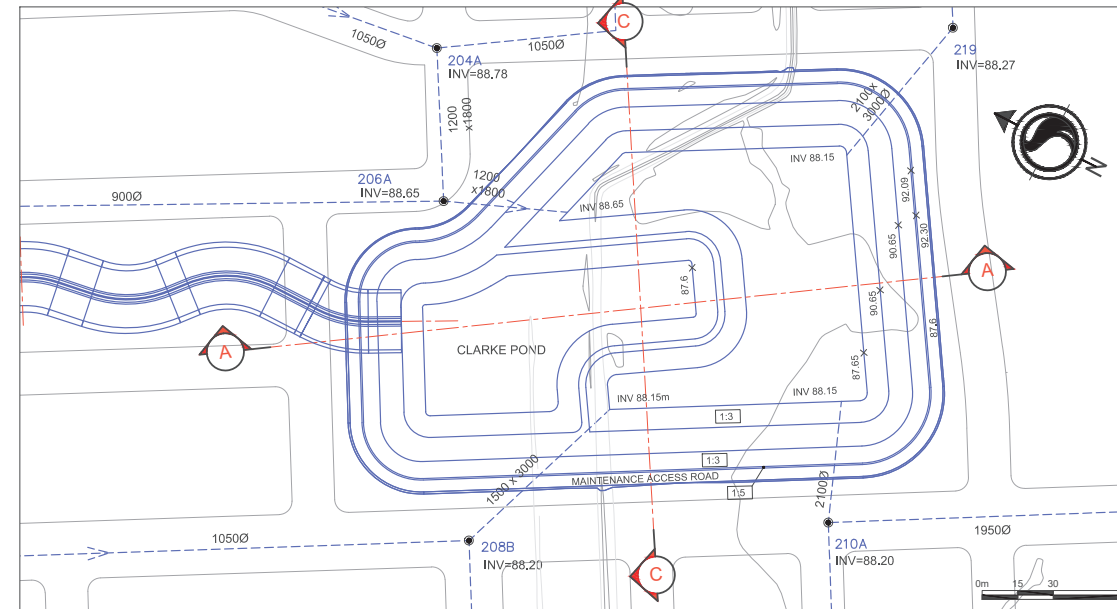 C
1050Ø
1050Ø
204A
INV=88.78
219
INV=88.27
1200
x1800
2100x
3000Ø
206A
INV=88.65
900Ø
1200
x1800
INV 88.15
INV 88.65
92.09
92.30
90.65
N
87.6
90.65
A
87.6
A
CLARKE POND
87.65
INV 88.15m
INV 88.15
1:3
1:3
MAINTENANCE ACCESS ROAD
1:5
1500 x 3000
2100Ø
1050Ø
208B
INV=88.20
210A
INV=88.20
1950Ø
C
0m 15 30